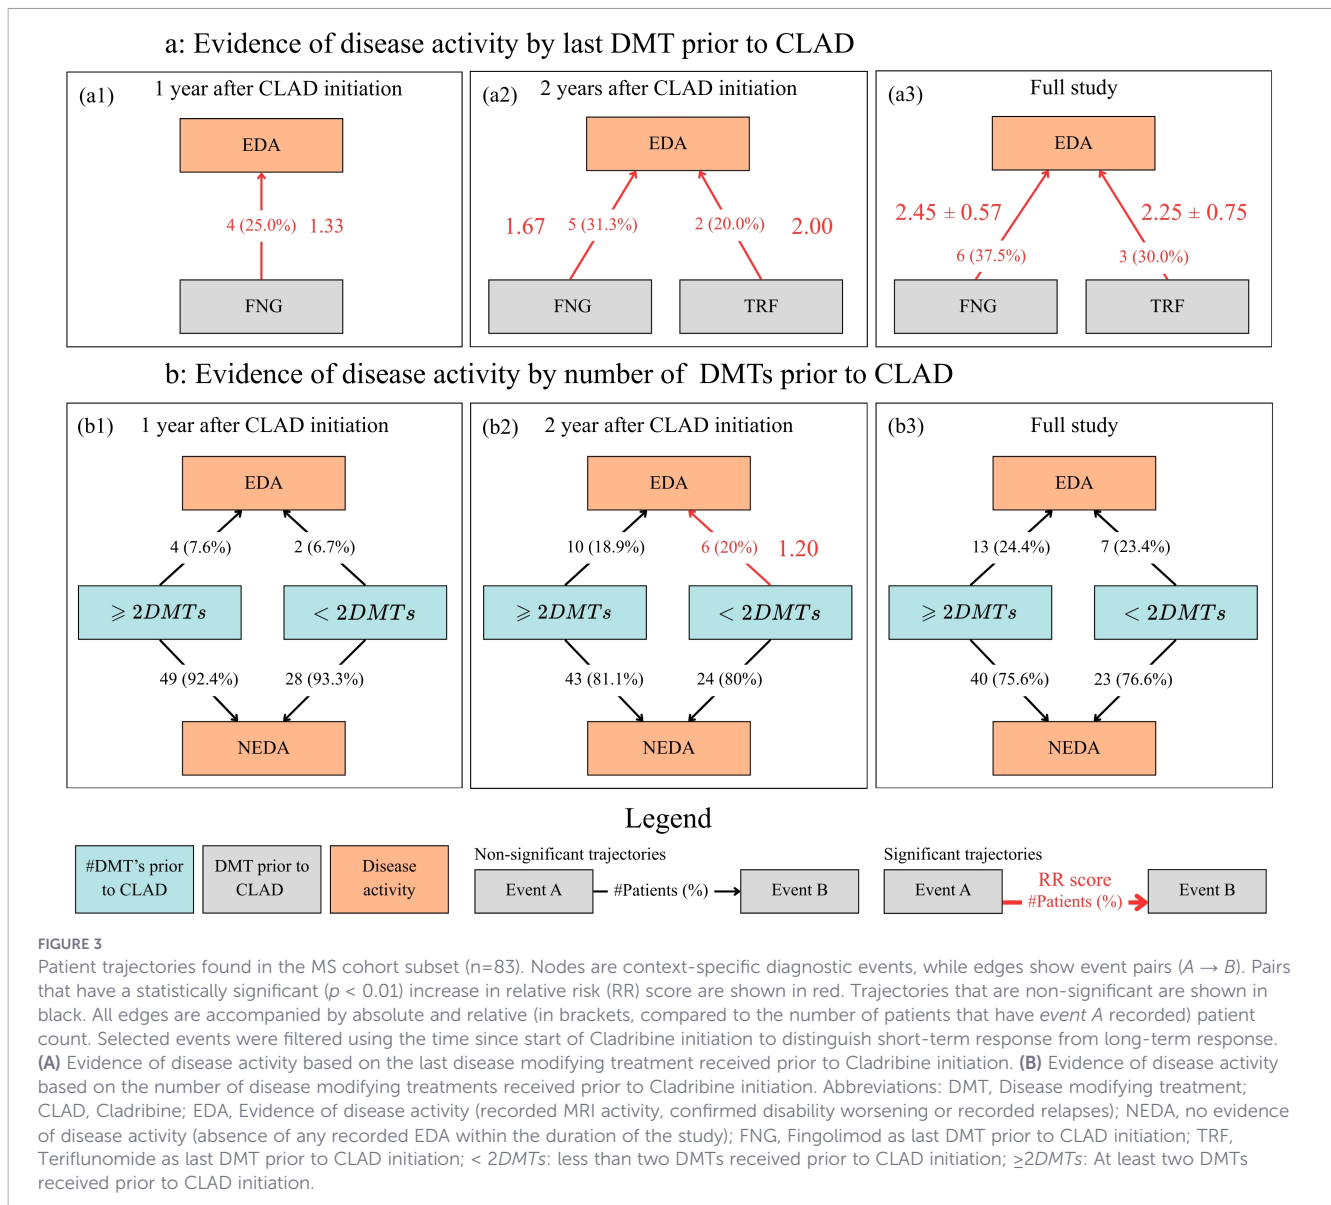 a: Evidence of disease activity by last DMT prior to CLAD
(a1) 1 year after CLAD initiation
EDA
4 (25.0%) 1.33
FNG
(a2) 2 years after CLAD initiation
EDA
1.67 5 (31.3%) 2 (20.0%) 2.00
FNG TRF
(a3) Full study
EDA
2.45 ± 0.57 2.25 ± 0.75
6 (37.5%) 3 (30.0%)
FNG TRF
b: Evidence of disease activity by number of DMTs prior to CLAD
(b1) 1 year after CLAD initiation
EDA
4 (7.6%) 2 (6.7%)
⩾ 2DMTs < 2DMTs
49 (92.4%) 28 (93.3%)
NEDA
(b2) 2 year after CLAD initiation
EDA
10 (18.9%) 6 (20%) 1.20
⩾ 2DMTs < 2DMTs
43 (81.1%) 24 (80%)
NEDA
(b3) Full study
EDA
13 (24.4%) 7 (23.4%)
⩾ 2DMTs < 2DMTs
40 (75.6%) 23 (76.6%)
NEDA
Legend
#DMT's prior
to CLAD
DMT prior to
CLAD
Disease
activity
Non-significant trajectories
Event A #Patients (%) Event B
Significant trajectories
Event A RR score
#Patients (%) Event B
FIGURE 3
Patient trajectories found in the MS cohort subset (n=83). Nodes are context-specific diagnostic events, while edges show event pairs (A → B). Pairs
that have a statistically significant (p < 0.01) increase in relative risk (RR) score are shown in red. Trajectories that are non-significant are shown in
black. All edges are accompanied by absolute and relative (in brackets, compared to the number of patients that have event A recorded) patient
count. Selected events were filtered using the time since start of Cladribine initiation to distinguish short-term response from long-term response.
(A) Evidence of disease activity based on the last disease modifying treatment received prior to Cladribine initiation. (B) Evidence of disease activity
based on the number of disease modifying treatments received prior to Cladribine initiation. Abbreviations: DMT, Disease modifying treatment;
CLAD, Cladribine; EDA, Evidence of disease activity (recorded MRI activity, confirmed disability worsening or recorded relapses); NEDA, no evidence
of disease activity (absence of any recorded EDA within the duration of the study); FNG, Fingolimod as last DMT prior to CLAD initiation; TRF,
Teriflunomide as last DMT prior to CLAD initiation; < 2DMTs: less than two DMTs received prior to CLAD initiation; ≥2DMTs: At least two DMTs
received prior to CLAD initiation.